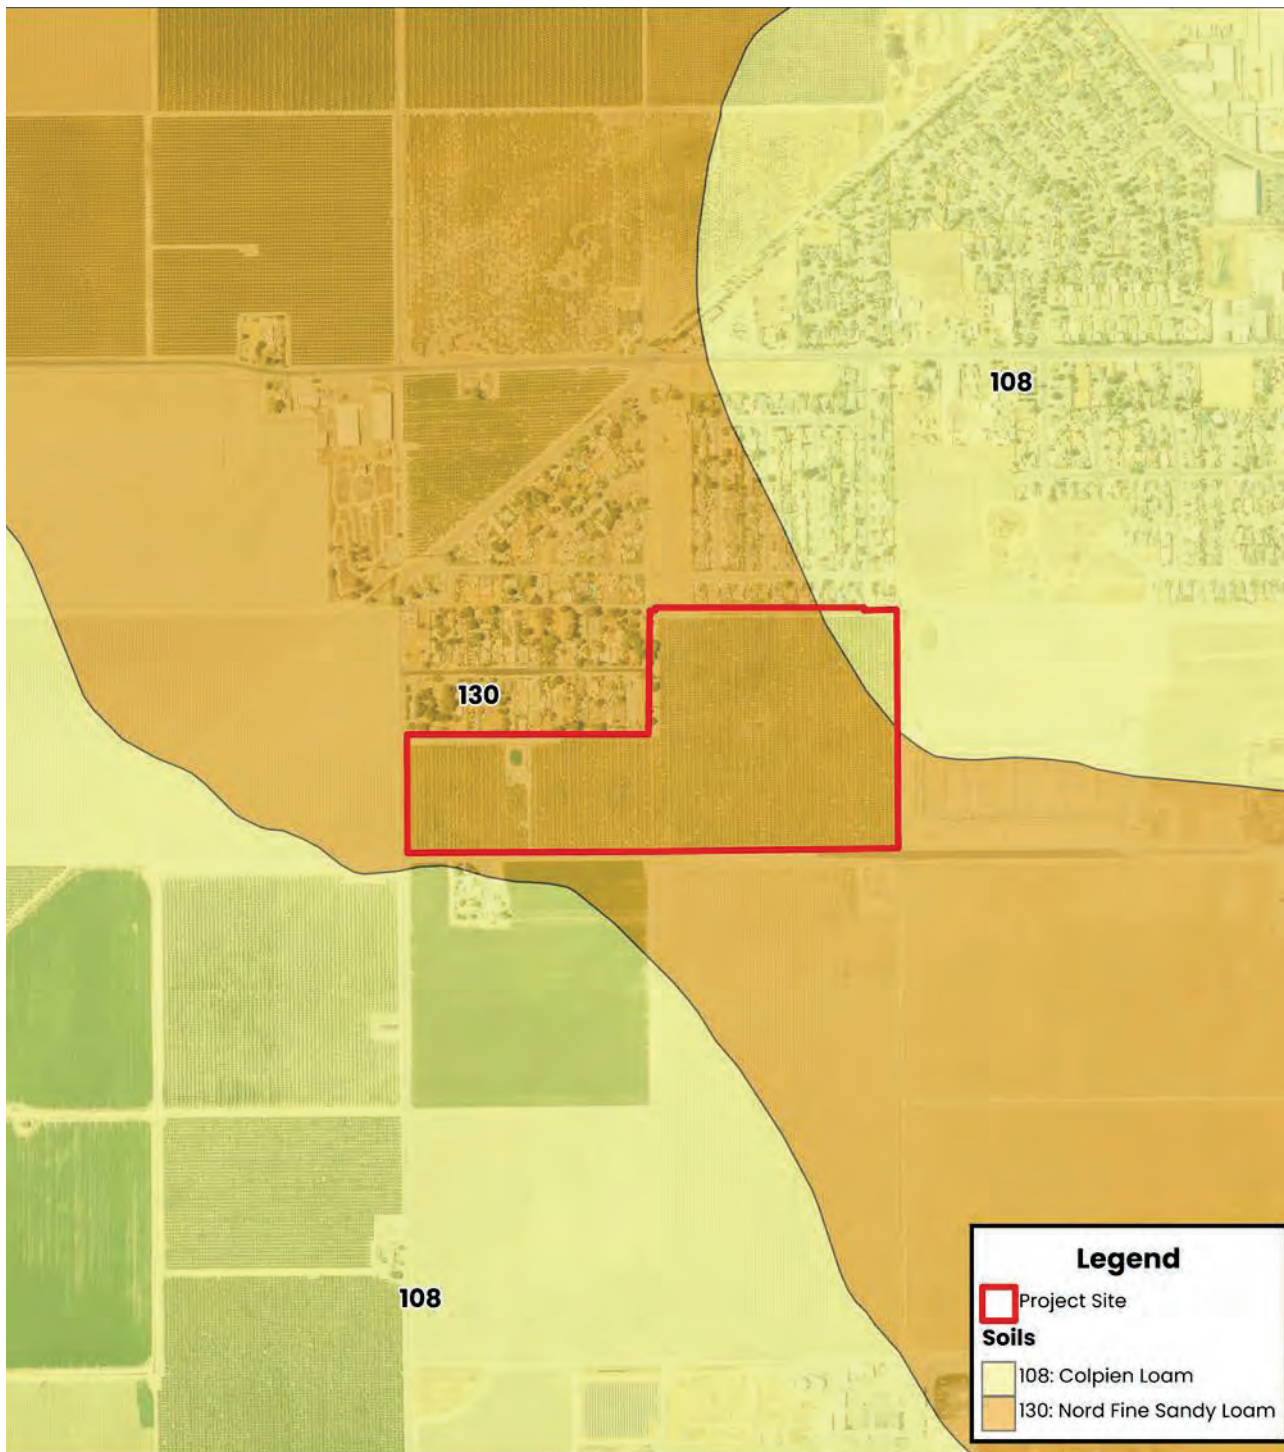 108
130
108
Legend
Project Site
Soils
108: Colpien Loam
130: Nord Fine Sandy Loam